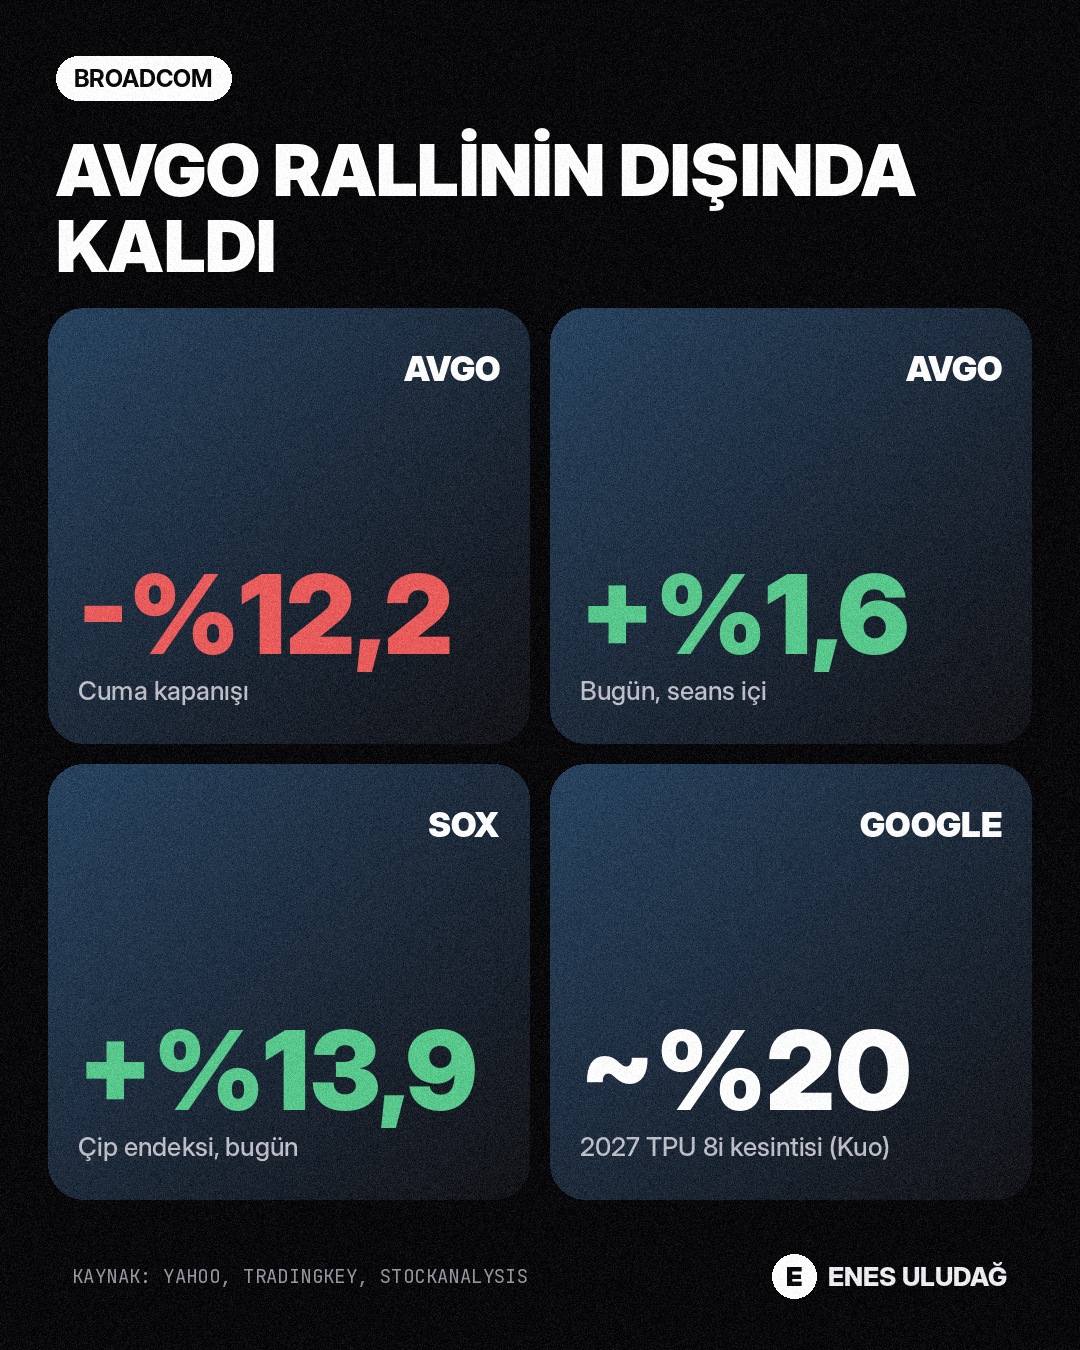 BROADCOM
AVGO RALLİNİN DIŞINDA
KALDI
AVGO
-%12,2
Cuma kapanışı
AVGO
+%1,6
Bugün, seans içi
SOX
+%13,9
Çip endeksi, bugün
GOOGLE
~%20
2027 TPU 8i kesintisi (Kuo)
KAYNAK: YAHOO, TRADINGKEY, STOCKANALYSIS
E ENES ULUDAĞ